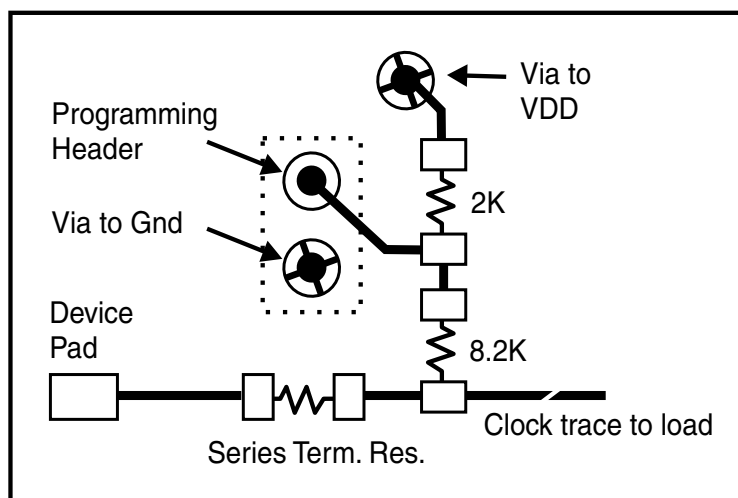 Via to
VDD
Programming
Header
2K
Via to Gnd
Device
Pad
8.2K
Clock trace to load
Series Term. Res.